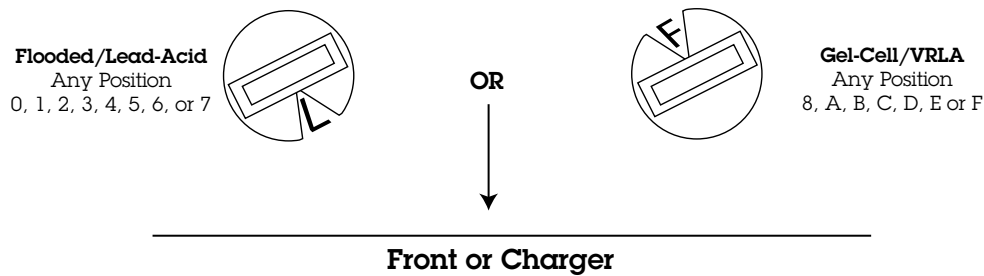 Flooded/Lead-Acid
Any Position
0, 1, 2, 3, 4, 5, 6, or 7
L
OR
F
Gel-Cell/VRLA
Any Position
8, A, B, C, D, E or F
Front or Charger